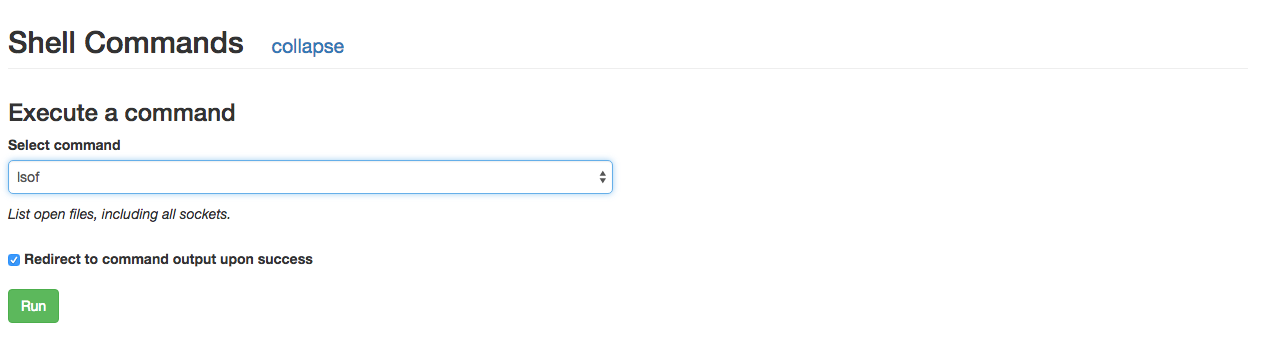 Shell Commands collapse
Execute a command
Select command
lsof
List open files, including all sockets.
Redirect to command output upon success
Run